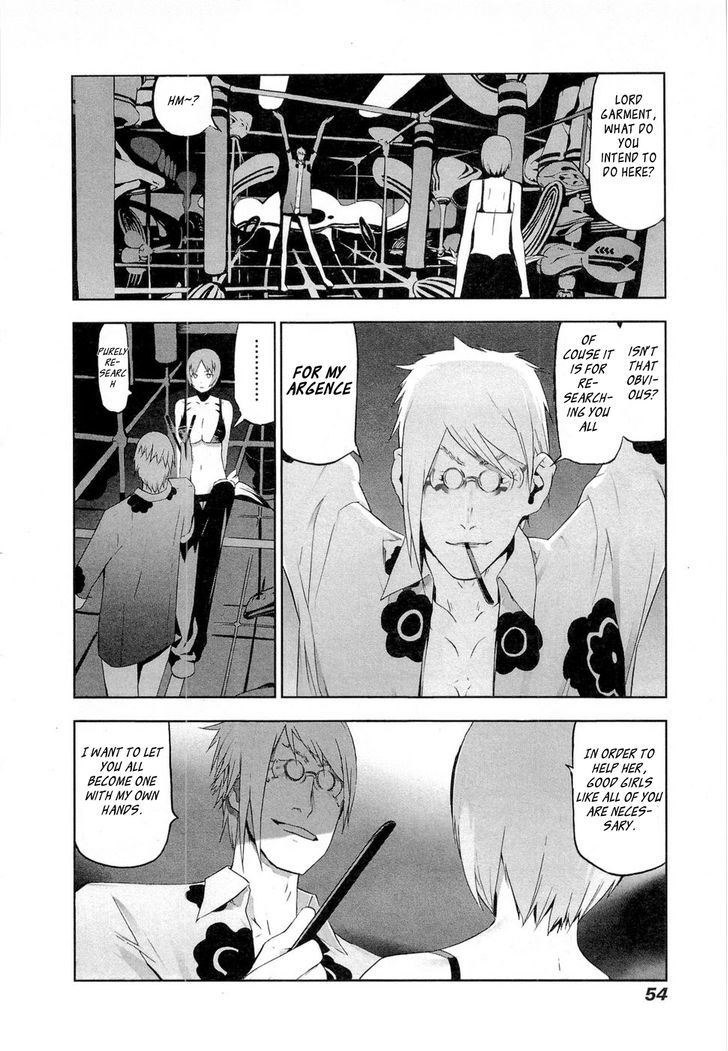 LORD
GARMENT,
WHAT DO
YOU
INTEND TO
DO HERE?
HM~?
ISN'T
THAT
OBVI-
OUS?
OF
COUSE IT
IS FOR
RE-
SEARCH-
ING YOU
ALL
FOR MY
ARGENCE
.........
PURELY
RE-
SEARC
H
IN ORDER
TO HELP HER,
GOOD GIRLS
LIKE ALL OF YOU
ARE NECES-
SARY.
I WANT TO LET
YOU ALL
BECOME ONE
WITH MY OWN
HANDS.
54